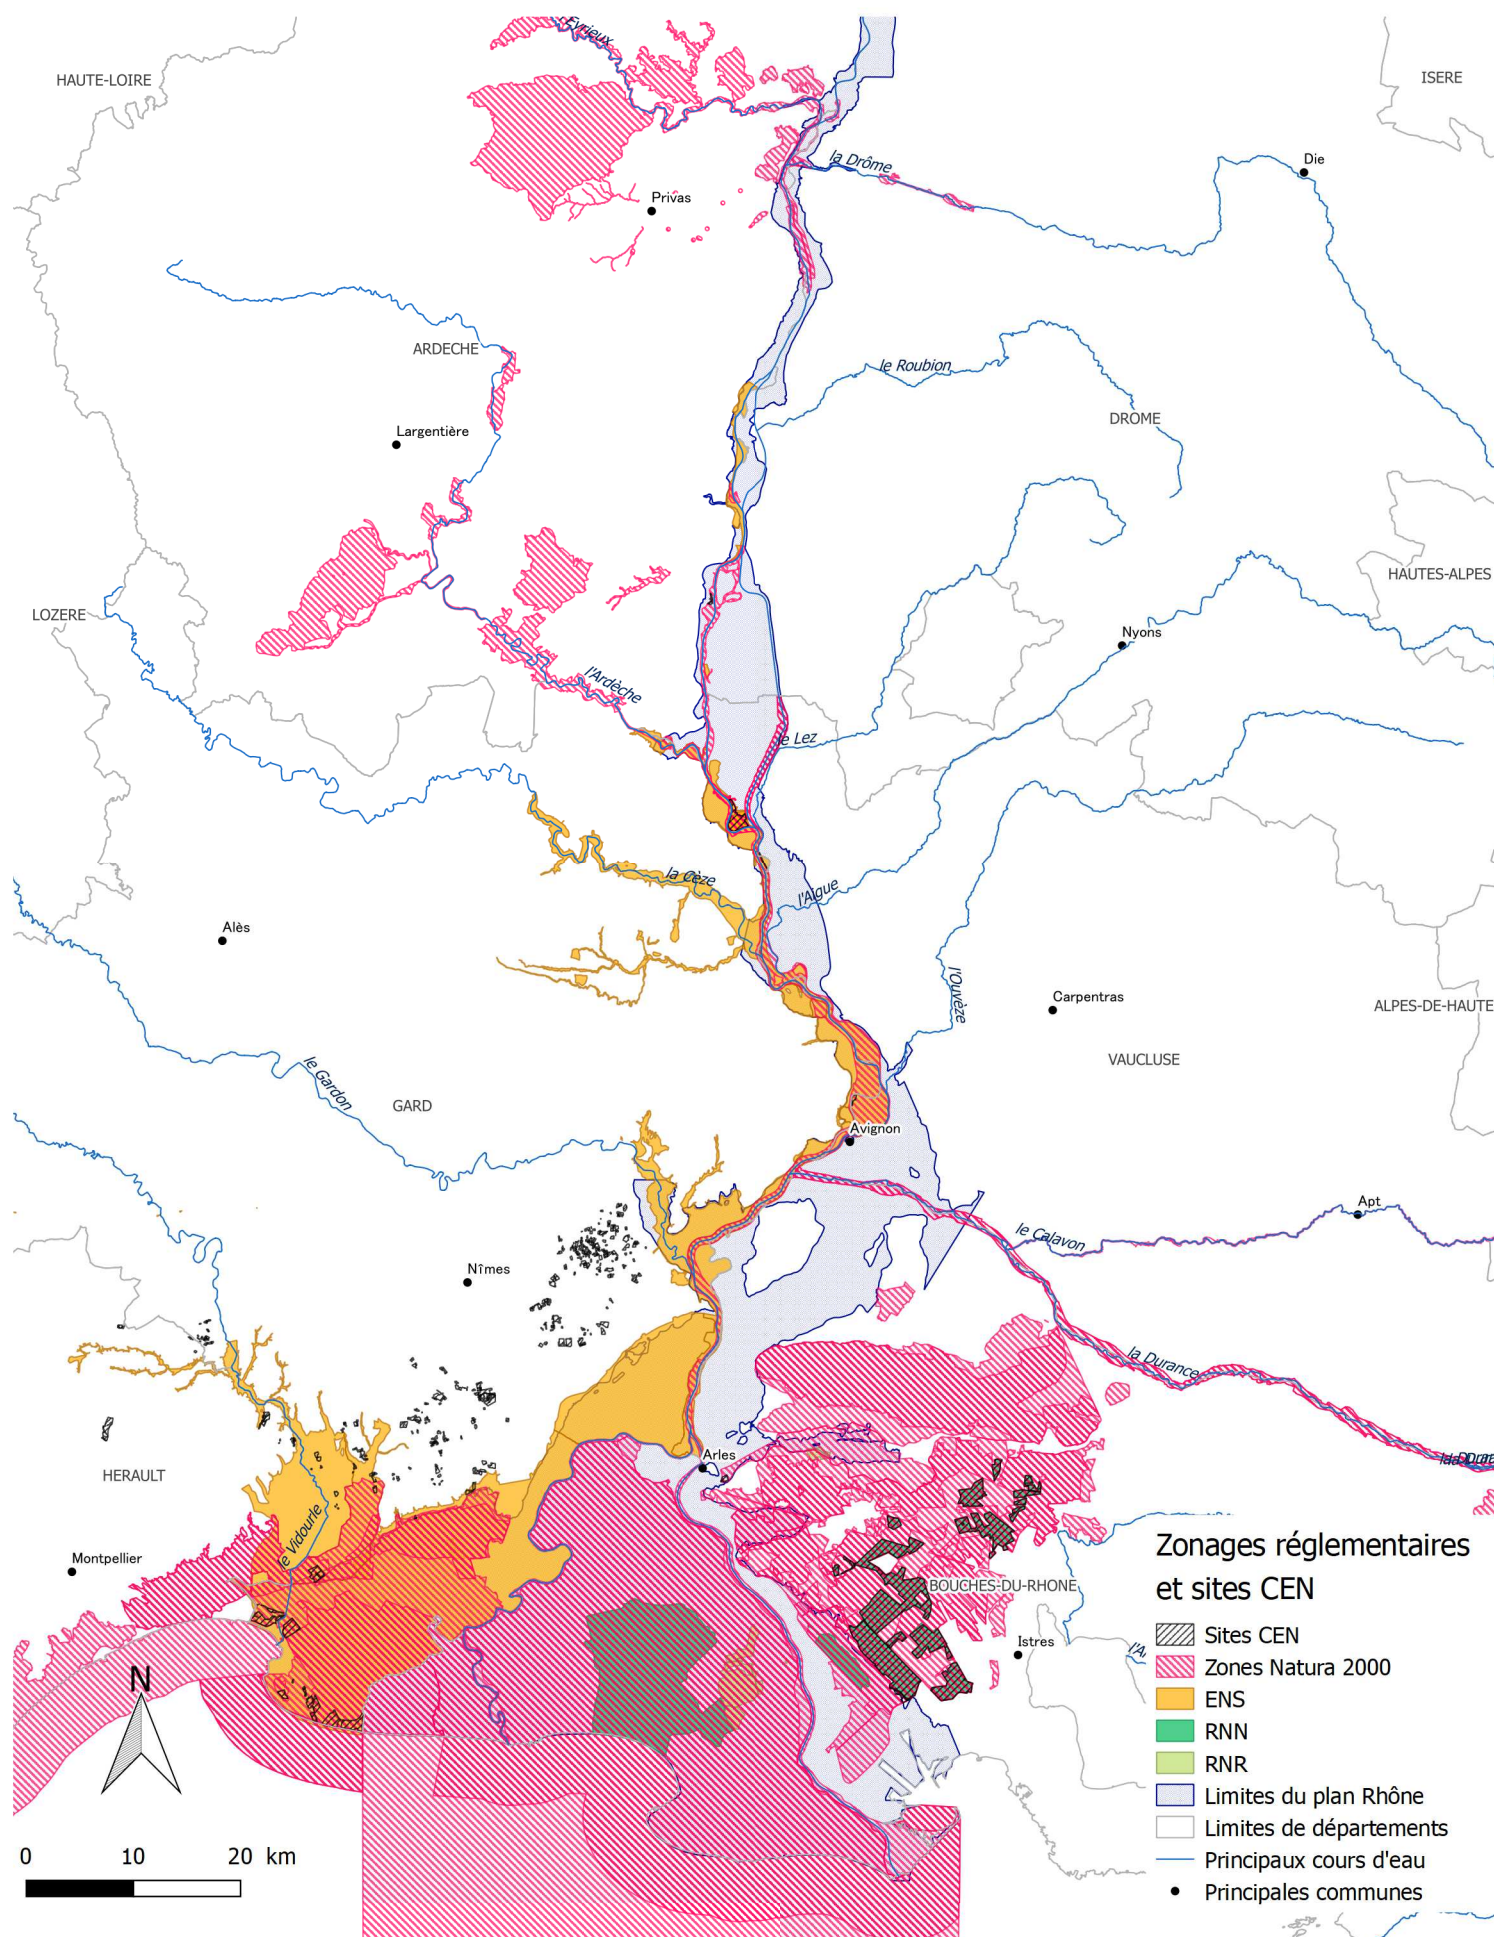 Eyrieux
HAUTE-LOIRE
ISERE
la Drôme
Die
Privas
ARDECHE
le Roubion
DROME
Largentière
HAUTES-ALPES
LOZERE
Nyons
l'Ardèche
le Lez
la Cèze
l'Aigue
Alès
l'Ouvèze
Carpentras
ALPES-DE-HAUTE
VAUCLUSE
le Gardon
GARD
Avignon
Apt
le Calavon
Nîmes
la Durance
Arles
HERAULT
le Vidourle
Montpellier
BOUCHES-DU-RHONE
Istres
l'A
N
0 10 20 km
Zonages réglementaires
et sites CEN
Sites CEN
Zones Natura 2000
ENS
RNN
RNR
Limites du plan Rhône
Limites de départements
Principaux cours d'eau
Principales communes